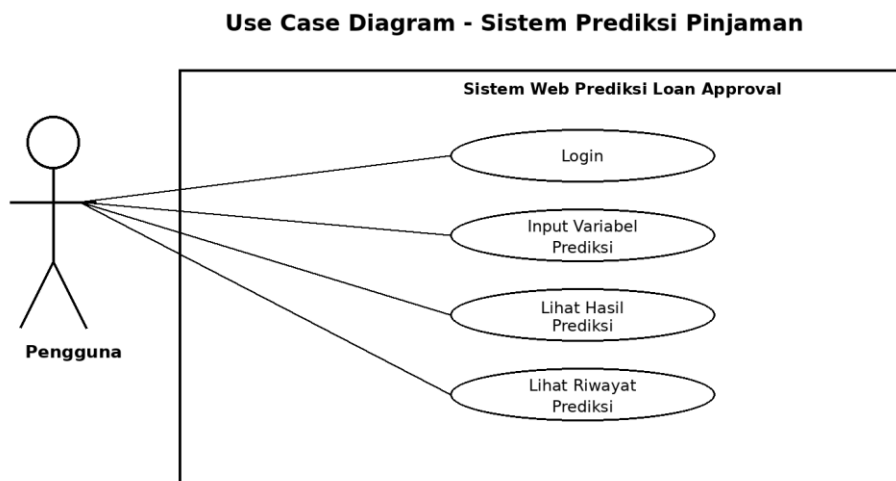 Use Case Diagram - Sistem Prediksi Pinjaman
Sistem Web Prediksi Loan Approval
Login
Input Variabel
Prediksi
Lihat Hasil
Prediksi
Pengguna
Lihat Riwayat
Prediksi